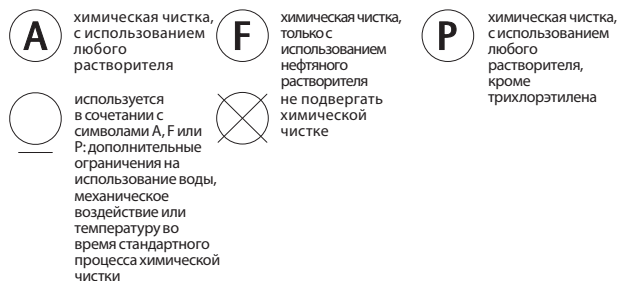 A
химическая чистка,
с использованием
любого
растворителя
F
химическая чистка,
только с
использованием
нефтяного
растворителя
P
химическая чистка,
с использованием
любого
растворителя,
кроме
трихлорэтилена
используется
в сочетании с
символами A, F или
P: дополнительные
ограничения на
использование воды,
механическое
воздействие или
температуру во
время стандартного
процесса химической
чистки
не подвергать
химической
чистке